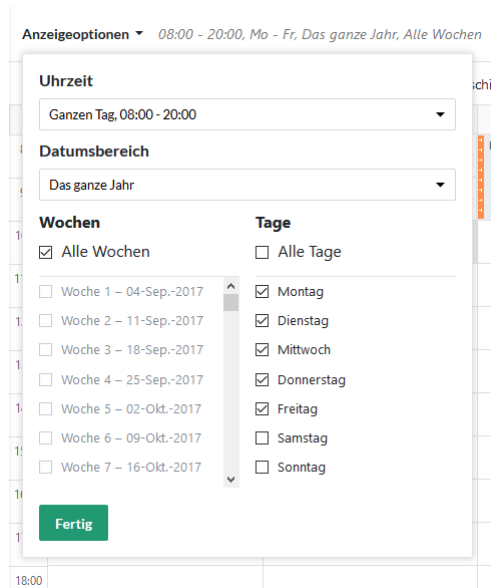 Anzeigeoptionen 08:00 - 20:00, Mo - Fr, Das ganze Jahr, Alle Wochen
Uhrzeit
Ganzen Tag, 08:00 - 20:00
Datumsbereich
Das ganze Jahr
Wochen
Alle Wochen
Woche 1 – 04-Sep.-2017
Woche 2 – 11-Sep.-2017
Woche 3 – 18-Sep.-2017
Woche 4 – 25-Sep.-2017
Woche 5 – 02-Okt.-2017
Woche 6 – 09-Okt.-2017
Woche 7 – 16-Okt.-2017
Tage
Alle Tage
Montag
Dienstag
Mittwoch
Donnerstag
Freitag
Samstag
Sonntag
Fertig
18:00